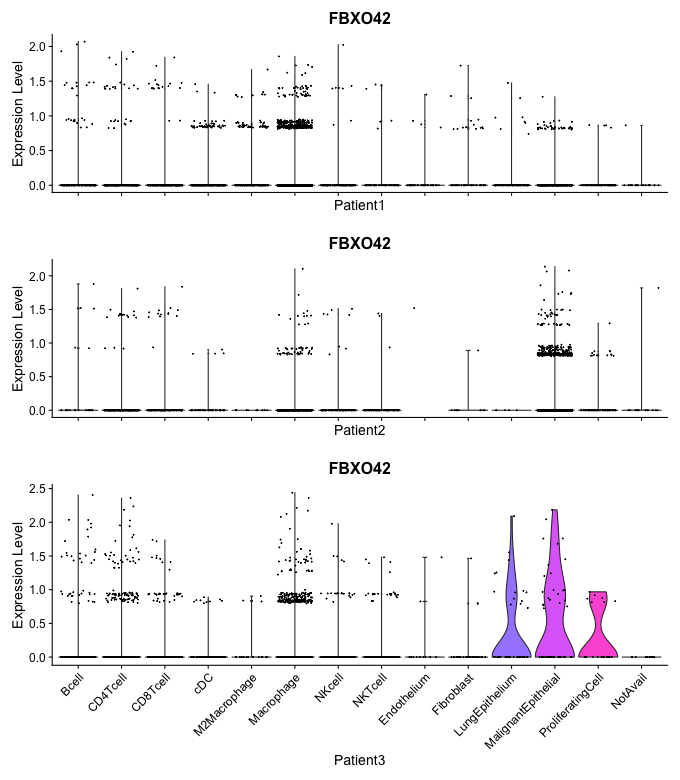 FBXO42
Expression Level
2.0
1.5
1.0
0.5
0.0
Patient1
FBXO42
Expression Level
2.0
1.5
1.0
0.5
0.0
Patient2
FBXO42
Expression Level
2.5
2.0
1.5
1.0
0.5
0.0
Bcell
CD4Tcell
CD8Tcell
cDC
M2Macrophage
Macrophage
NKcell
NKTcell
Endothelium
Fibroblast
LungEpithelium
MalignantEpithelial
ProliferatingCell
NotAvail
Patient3